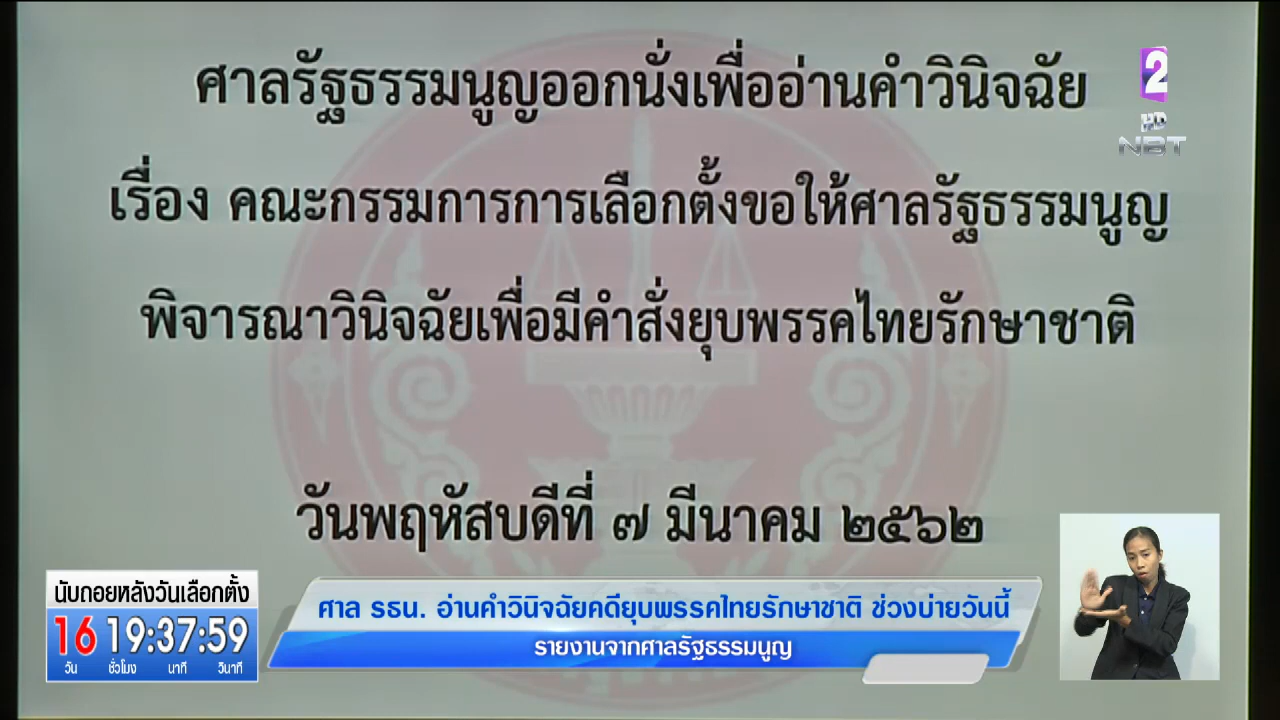 ศาลรัฐธรรมนูญออกนั่งเพื่ออ่านคำวินิจฉัย
เรื่อง คณะกรรมการการเลือกตั้งขอให้ศาลรัฐธรรมนูญ
พิจารณาวินิจฉัยเพื่อมีคำสั่งยุบพรรคไทยรักษาชาติ
วันพฤหัสบดีที่ ๗ มีนาคม ๒๕๖๒
2
HD
NBT
นับถอยหลังวันเลือกตั้ง
16 19:37:59
วัน ชั่วโมง นาที วินาที
ศาล รธน. อ่านคำวินิจฉัยคดียุบพรรคไทยรักษาชาติ ช่วงบ่ายวันนี้
รายงานจากศาลรัฐธรรมนูญ